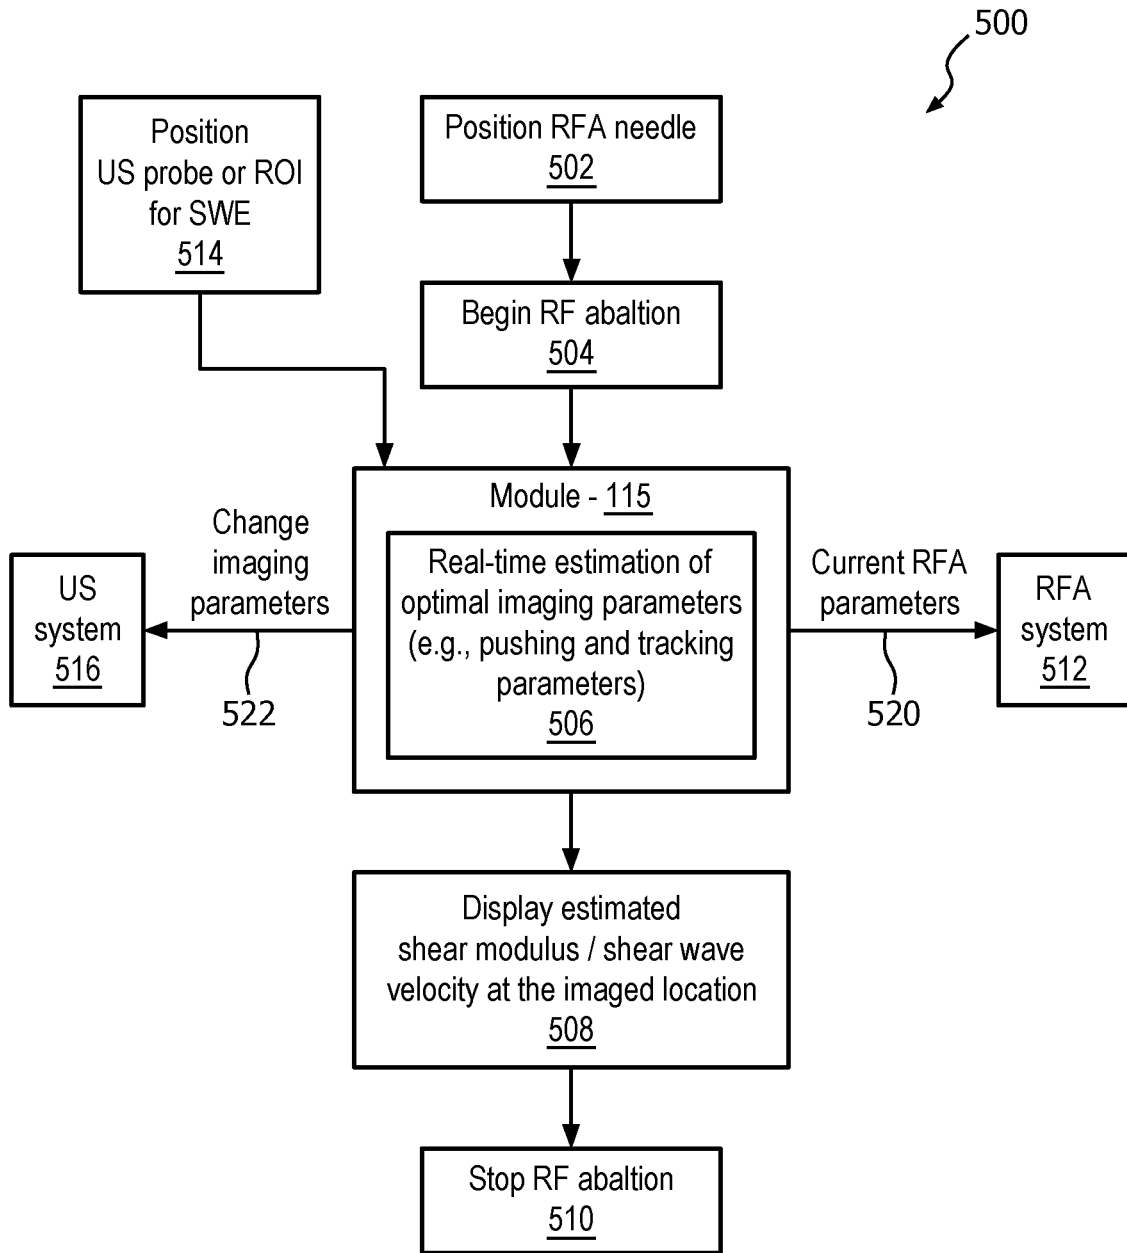 500
Position
US probe or ROI
for SWE
514
Position RFA needle
502
Begin RF abaltion
504
Module - 115
Real-time estimation of
optimal imaging parameters
(e.g., pushing and tracking
parameters)
506
Change
imaging
parameters
522
US
system
516
Current RFA
parameters
520
RFA
system
512
Display estimated
shear modulus / shear wave
velocity at the imaged location
508
Stop RF abaltion
510